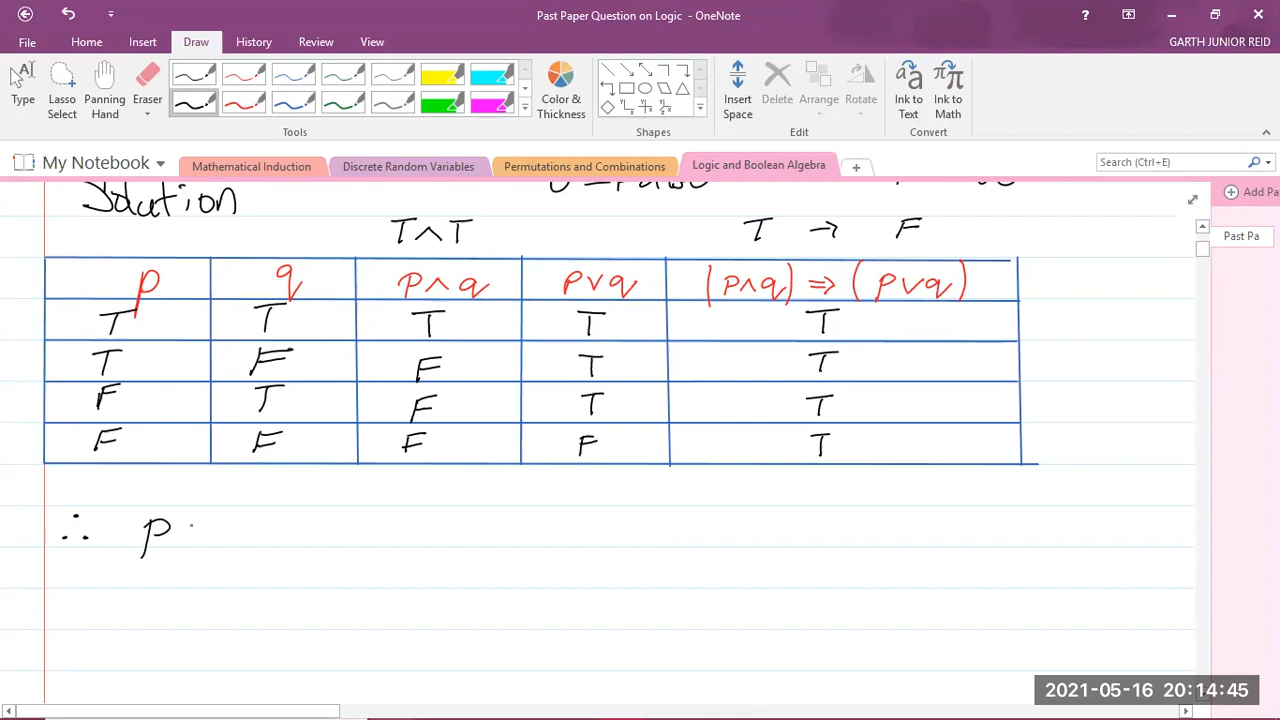 Past Paper Question on Logic - OneNote
File Home Insert Draw History Review View GARTH JUNIOR REID
Type Lasso Select Panning Hand Eraser Color & Thickness Insert Space Delete Arrange Rotate Ink to Text Ink to Math
Tools Shapes Edit Convert
My Notebook Mathematical Induction Discrete Random Variables Permutations and Combinations Logic and Boolean Algebra Search (Ctrl+E)
Add Pa
Past Pa
Solution
T ∧ T T → F
p q p ∧ q p ∨ q (p ∧ q) ⇒ (p ∨ q)
T T T T T
T F F T T
F T F T T
F F F F T
∴ p
2021-05-16 20:14:45